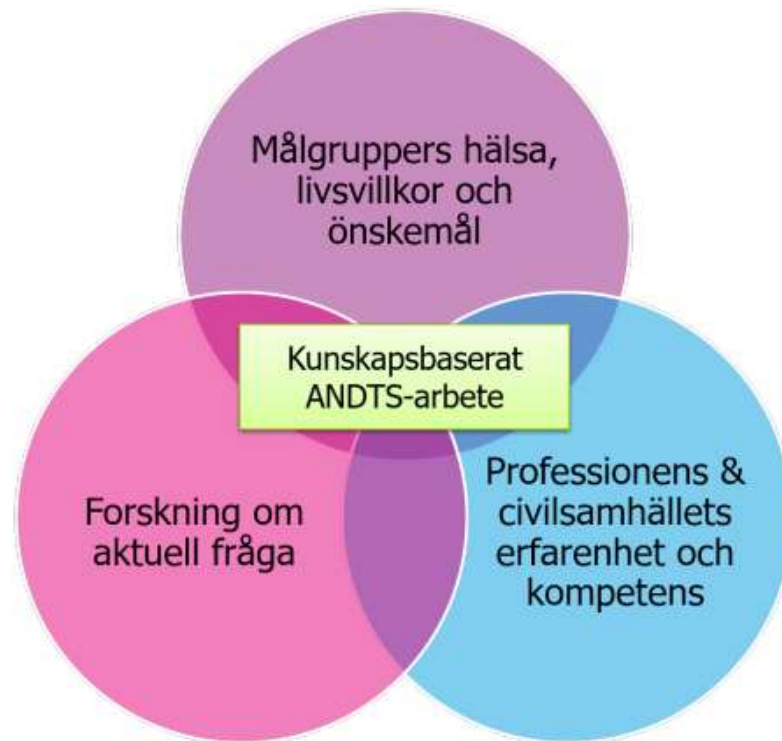 Målgruppers hälsa,
livsvillkor och
önskemål
Kunskapsbaserat
ANDTS-arbete
Forskning om
aktuell fråga
Professionens &
civilsamhällets
erfarenhet och
kompetens